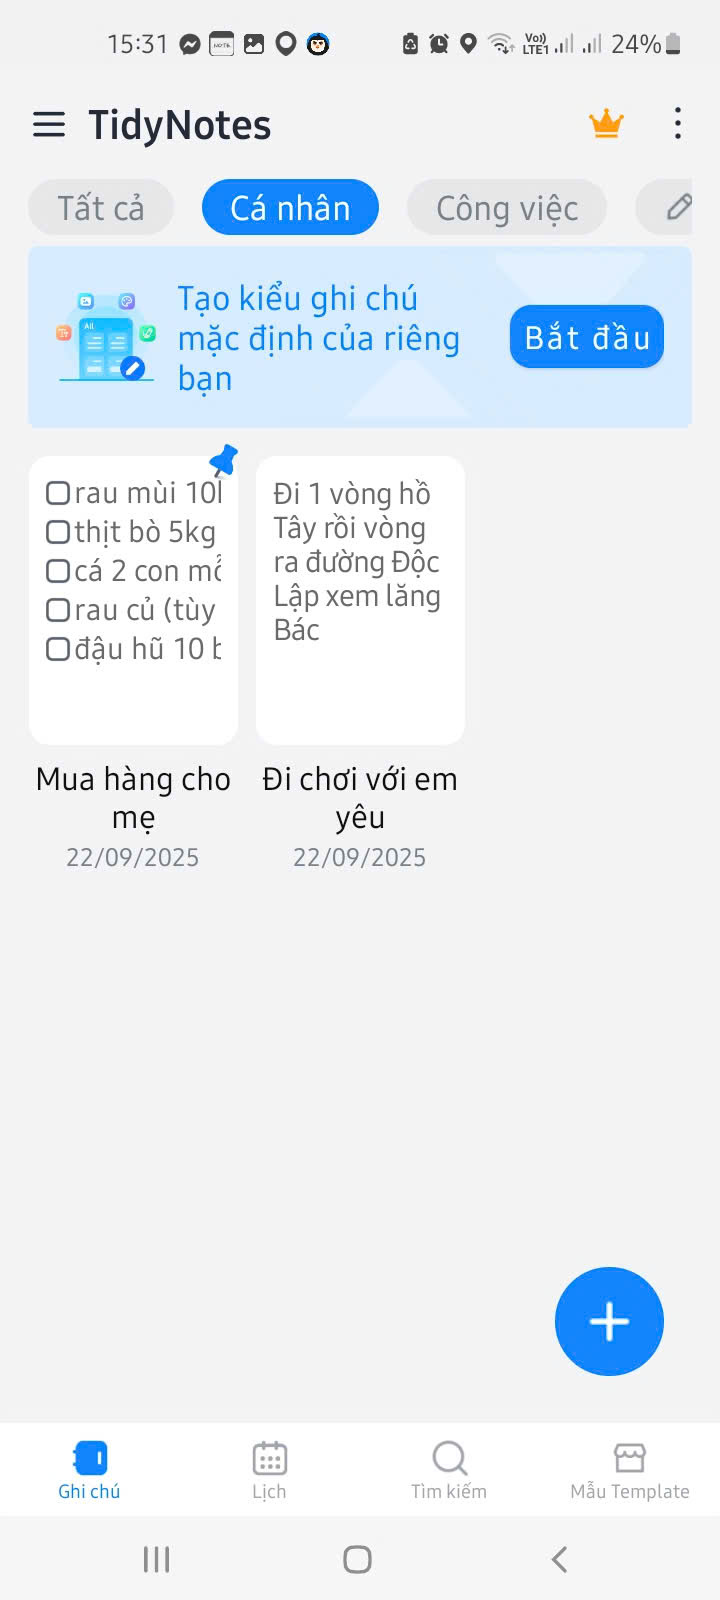 15:31
NOTE
Vo)) LTE1
24%
TidyNotes
Tất cả
Cá nhân
Công việc
Tạo kiểu ghi chú
mặc định của riêng
bạn
Bắt đầu
rau mùi 10
thịt bò 5kg
cá 2 con
rau củ (tùy
đậu hũ 10
Đi 1 vòng hồ
Tây rồi vòng
ra đường Độc
Lập xem lăng
Bác
Mua hàng cho
mẹ
22/09/2025
Đi chơi với em
yêu
22/09/2025
Ghi chú
Lịch
Tìm kiếm
Mẫu Template